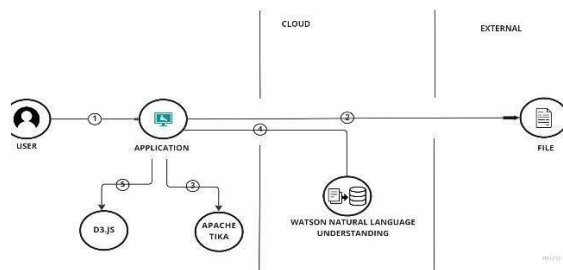 CLOUD
EXTERNAL
1
2
4
USER
APPLICATION
FILE
5
3
D3.JS
APACHE
TIKA
WATSON NATURAL LANGUAGE
UNDERSTANDING
miro